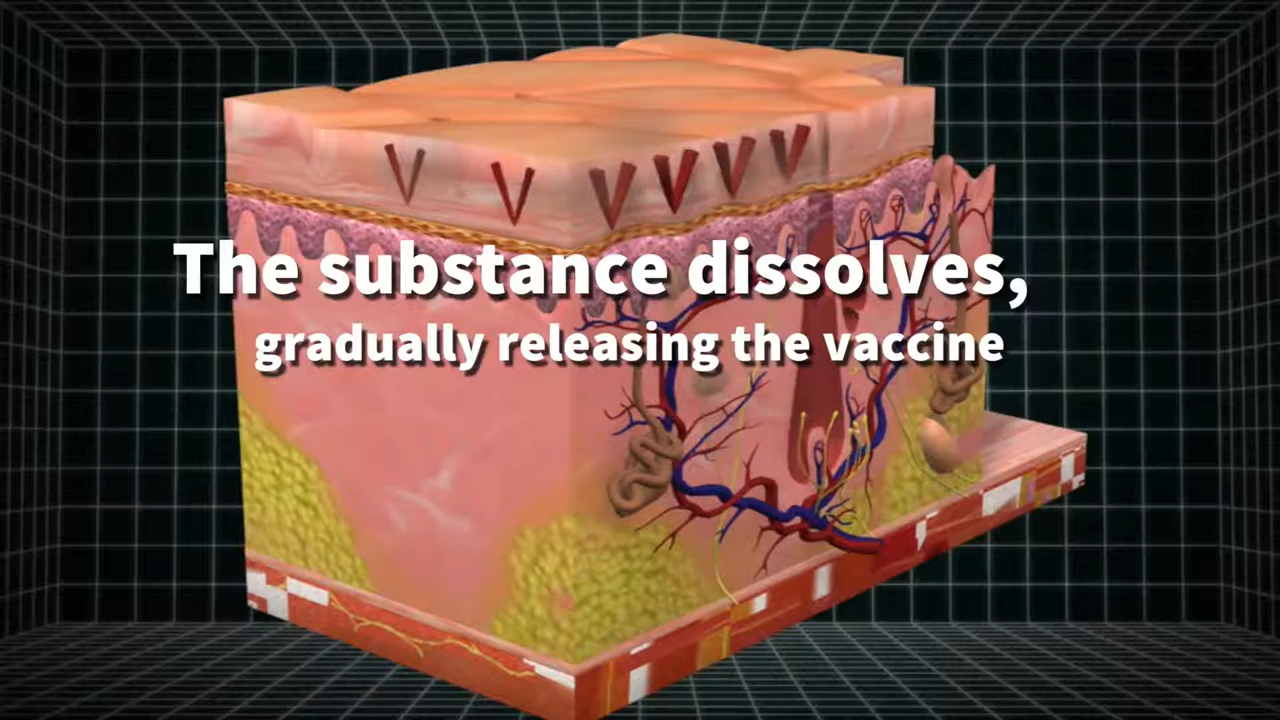 The substance dissolves,
gradually releasing the vaccine